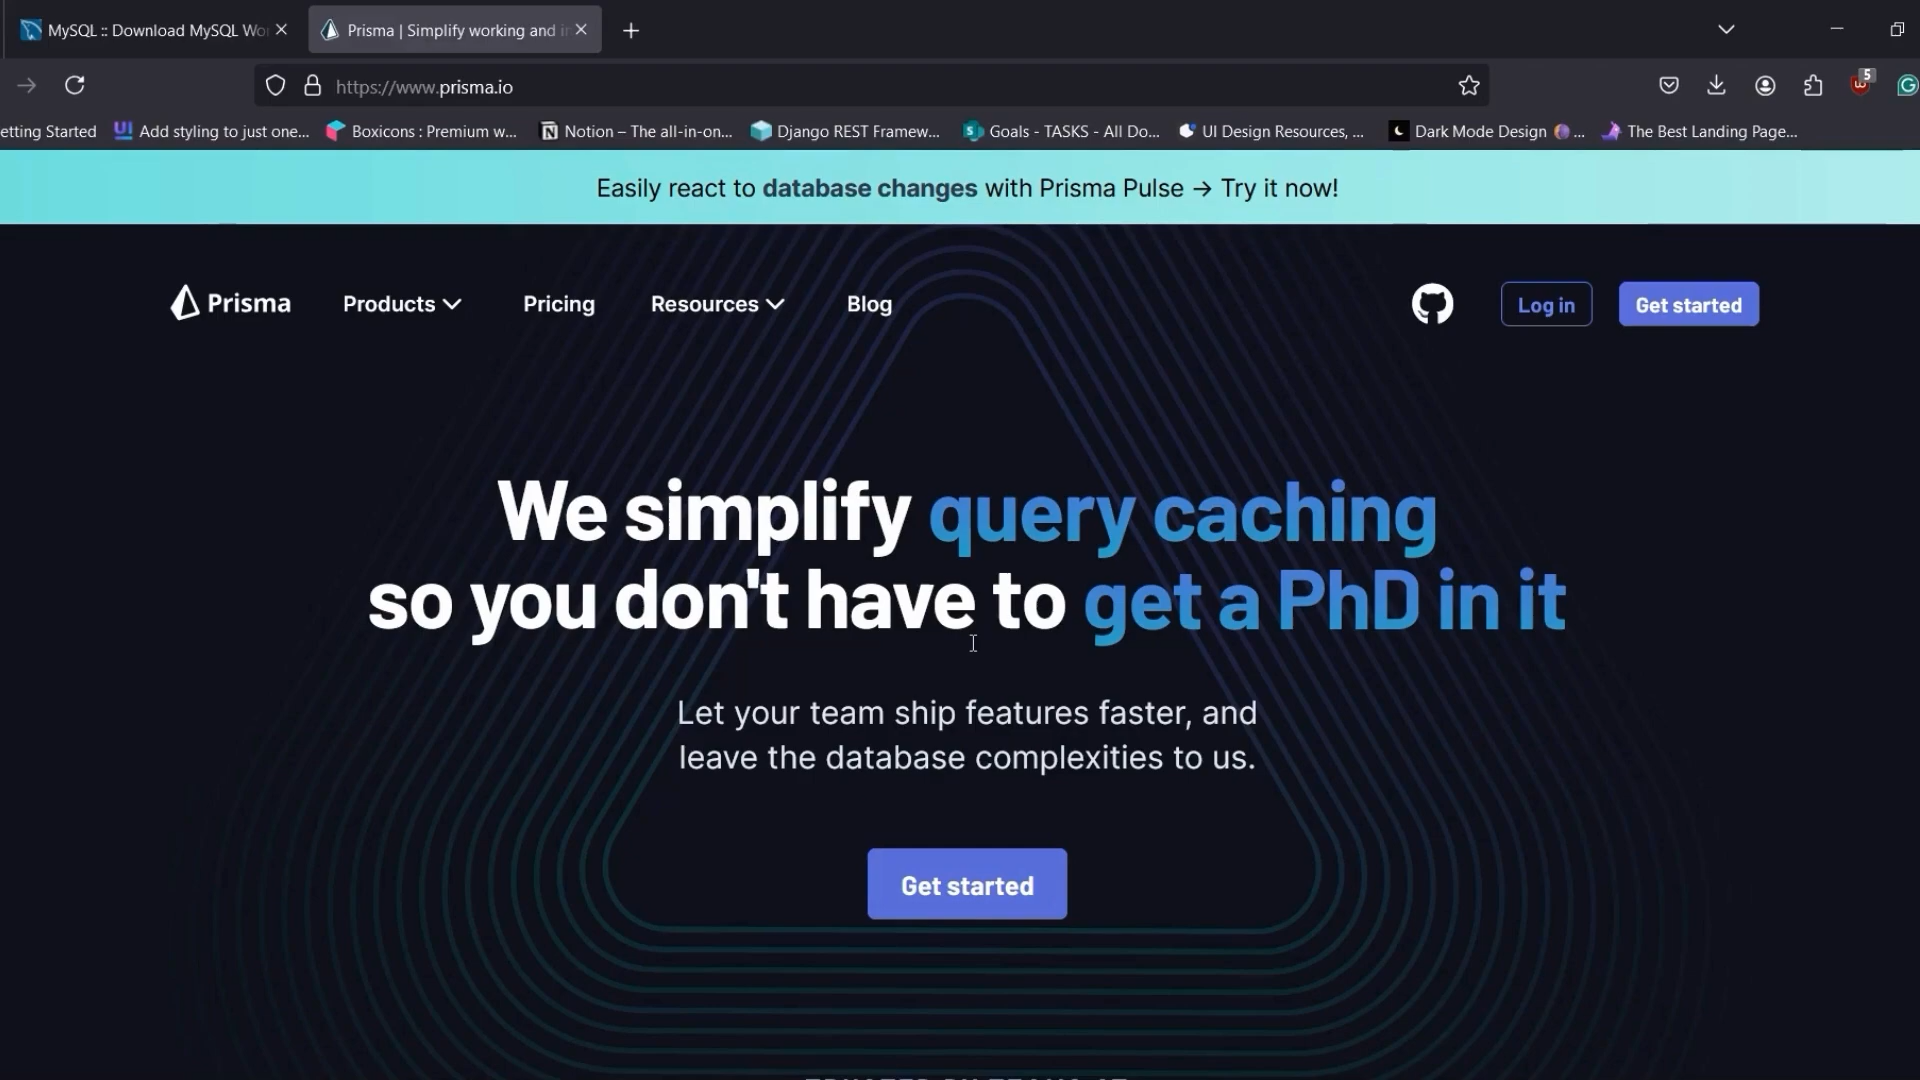 MySQL :: Download MySQL Wo
Prisma | Simplify working and in
https://www.prisma.io
5
etting Started
Add styling to just one...
Boxicons : Premium w...
Notion – The all-in-on...
Django REST Framew...
Goals - TASKS - All Do...
UI Design Resources, ...
Dark Mode Design ...
The Best Landing Page...
Easily react to database changes with Prisma Pulse → Try it now!
Prisma
Products
Pricing
Resources
Blog
Log in
Get started
We simplify query caching
so you don't have to get a PhD in it
Let your team ship features faster, and
leave the database complexities to us.
Get started